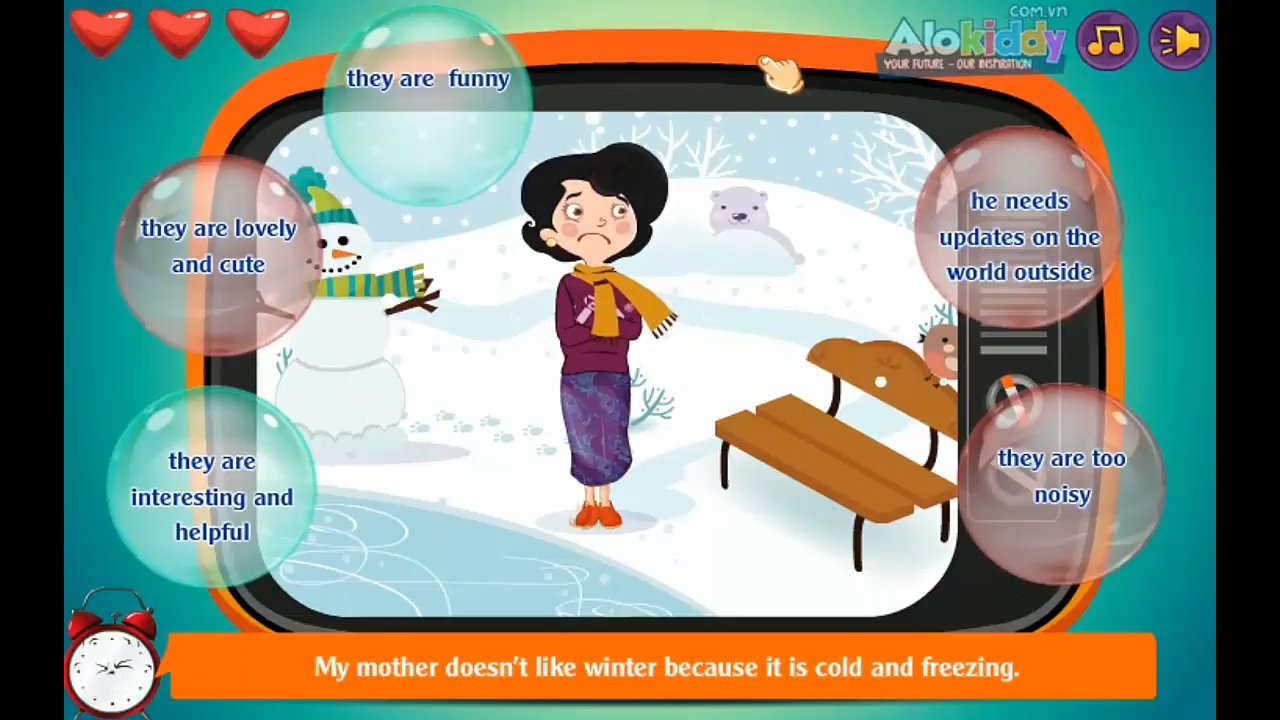 com.vn
Alokiddy
YOUR FUTURE - OUR INSPIRATION
they are funny
they are lovely
and cute
he needs
updates on the
world outside
they are
interesting and
helpful
they are too
noisy
My mother doesn't like winter because it is cold and freezing.